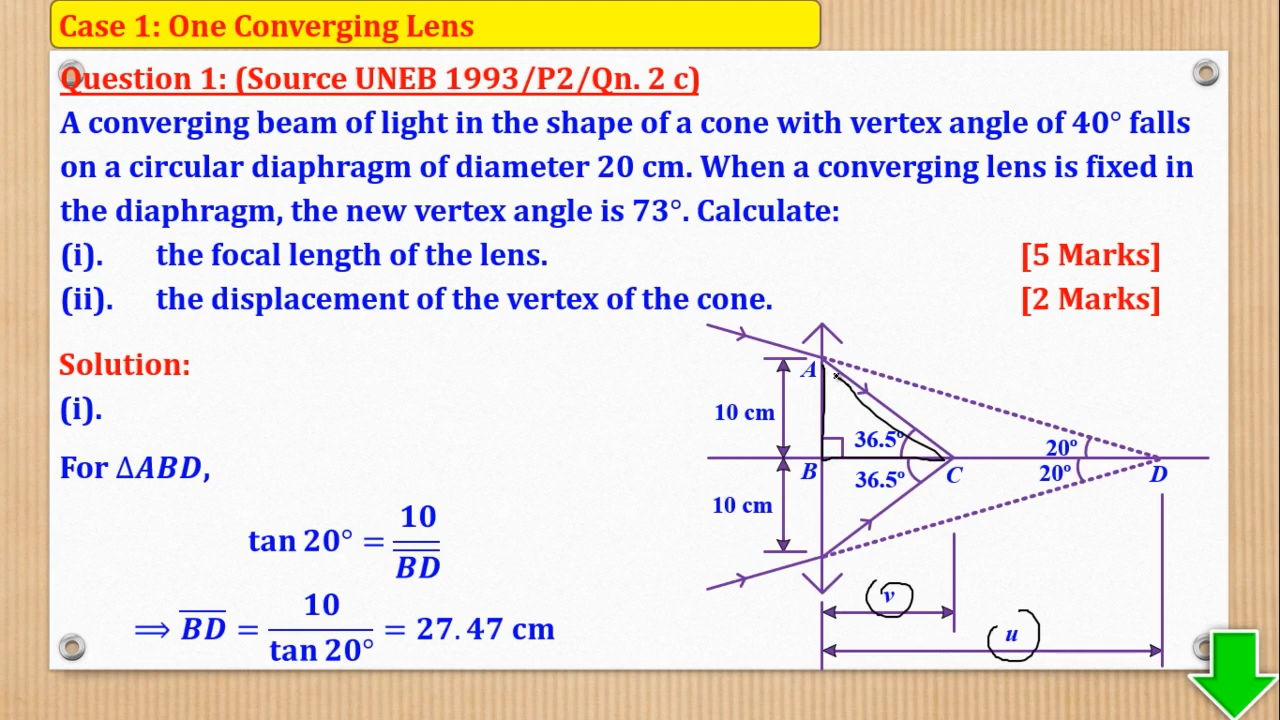 Case 1: One Converging Lens
Question 1: (Source UNEB 1993/P2/Qn. 2 c)
A converging beam of light in the shape of a cone with vertex angle of 40° falls
on a circular diaphragm of diameter 20 cm. When a converging lens is fixed in
the diaphragm, the new vertex angle is 73°. Calculate:
(i). the focal length of the lens. [5 Marks]
(ii). the displacement of the vertex of the cone. [2 Marks]
Solution:
(i).
For ΔABD,
tan 20° = 10 / BD̅
⟹ BD̅ = 10 / tan 20° = 27.47 cm
A
10 cm
36.5°
20°
B
C
D
36.5°
20°
10 cm
v
u